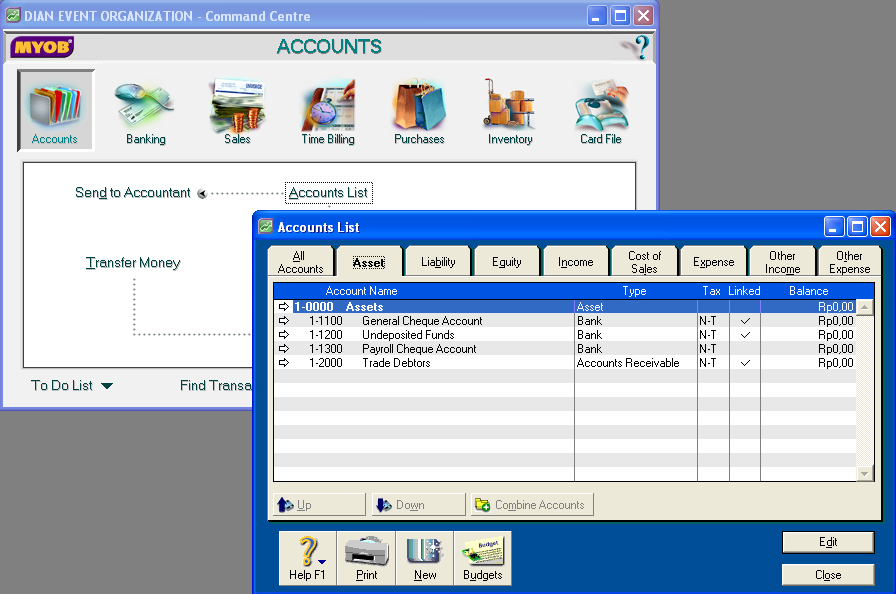 DIAN EVENT ORGANIZATION - Command Centre
MYOB
ACCOUNTS
Accounts Banking Sales Time Billing Purchases Inventory Card File
Send to Accountant Accounts List
Transfer Money
To Do List Find Transa
Accounts List
All Accounts Asset Liability Equity Income Cost of Sales Expense Other Income Other Expense
Account Name Type Tax Linked Balance
1-0000 Assets Asset Rp0,00
1-1100 General Cheque Account Bank N-T Rp0,00
1-1200 Undeposited Funds Bank N-T Rp0,00
1-1300 Payroll Cheque Account Bank N-T Rp0,00
1-2000 Trade Debtors Accounts Receivable N-T Rp0,00
Up Down Combine Accounts
Edit
Help F1 Print New Budgets
Close